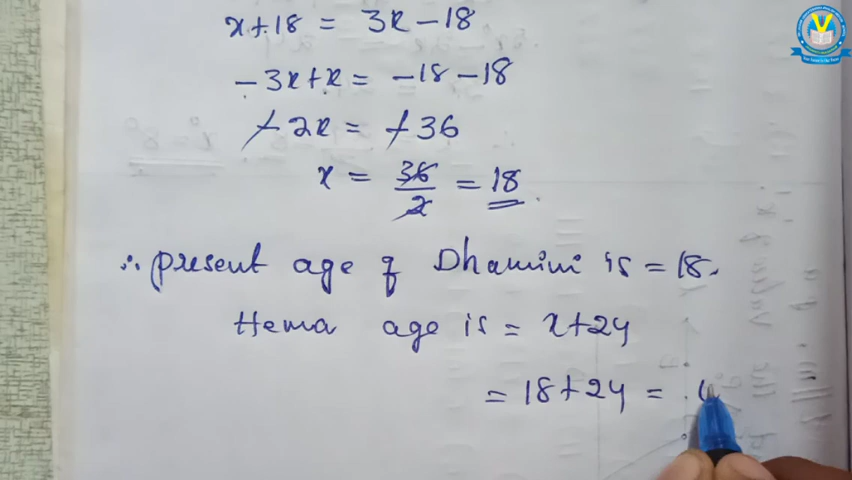 x+18 = 3x-18
-3x+x = -18-18
-2x = -36
x = 36/2 = 18
∴ present age of Dhamini is = 18.
Hema age is = x+24
= 18+24 =